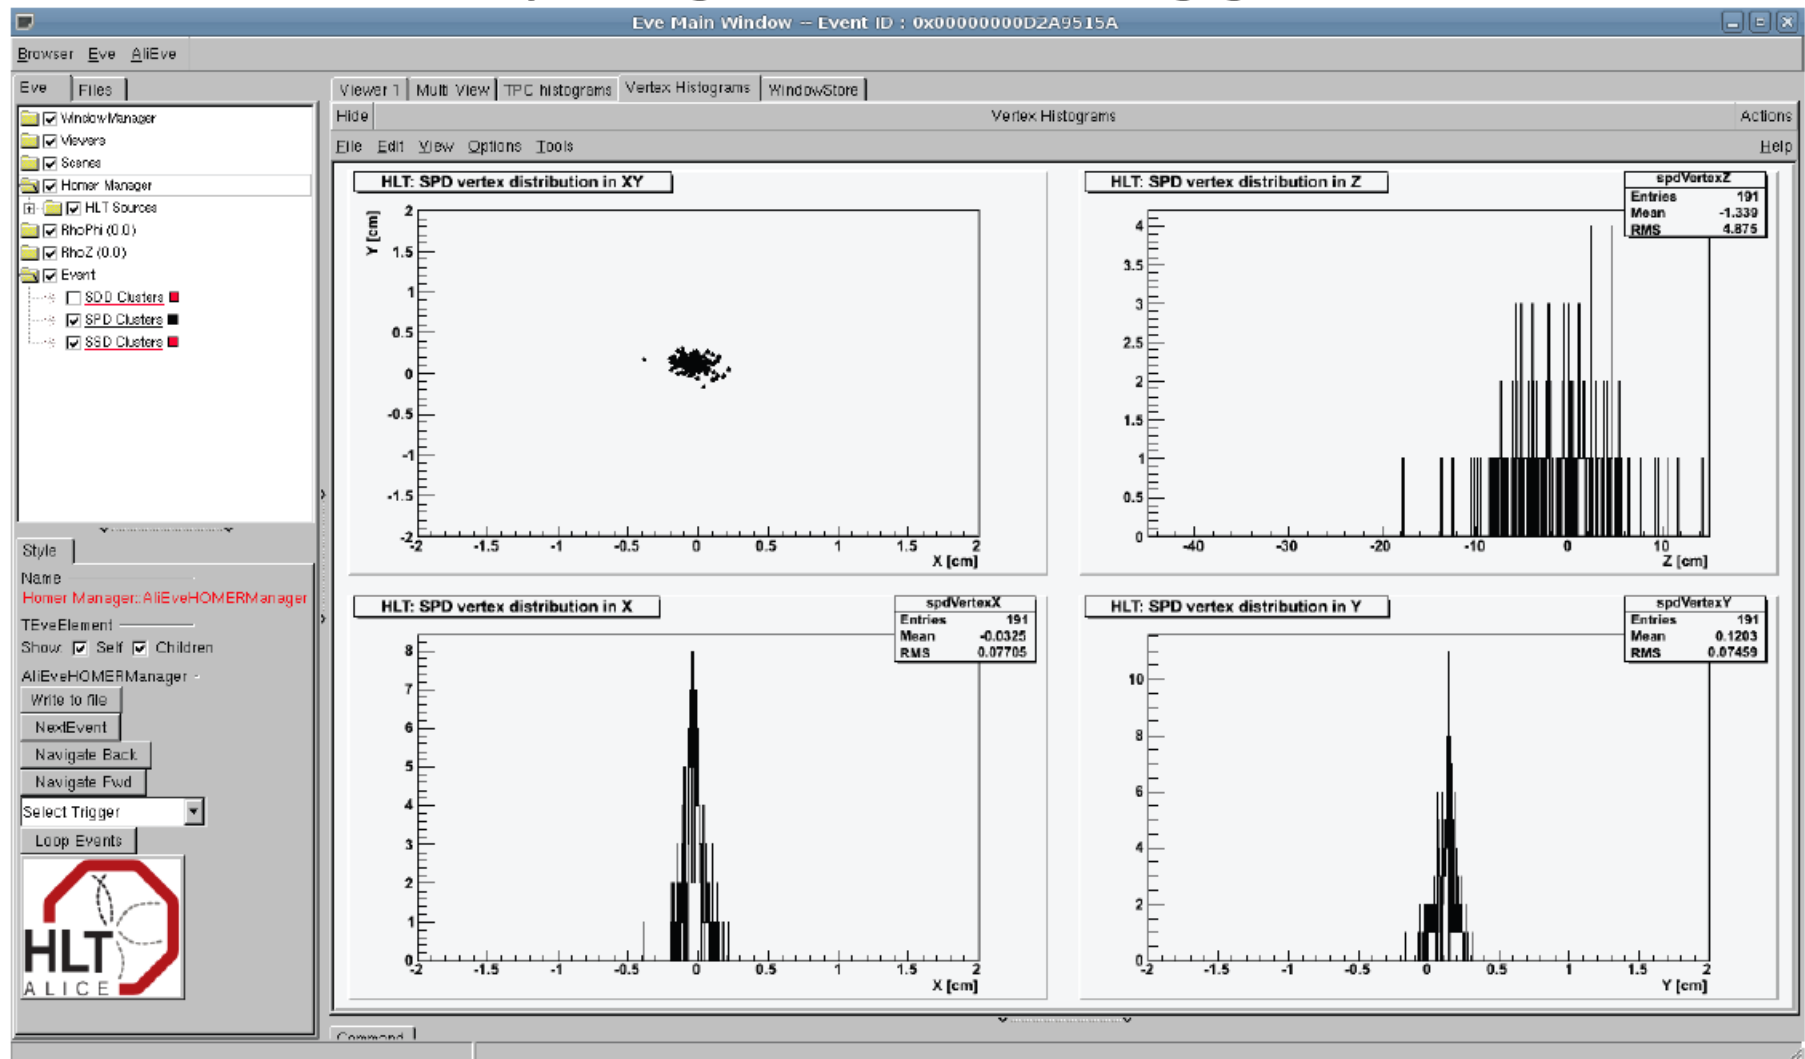 Eve Main Window -- Event ID : 0x00000000D2A9515A
Browser Eve AliEve
Eve Files
WindowManager
Viewers
Scenes
Homer Manager
HLT Sources
RhoPhi (0.0)
RhoZ (0.0)
Event
SDD Clusters
SPD Clusters
SSD Clusters
Style
Name
Homer Manager::AliEveHOMERManager
TEveElement
Show: Self Children
AliEveHOMERManager
Write to file
NextEvent
Navigate Back
Navigate Fwd
Select Trigger
Loop Events
HLT
ALICE
Viewer 1 Multi View TPC histograms Vertex Histograms WindowStore
Hide Vertex Histograms Actions
File Edit View Options Tools Help
HLT: SPD vertex distribution in XY
Y [cm]
2
1.5
1
0.5
0
-0.5
-1
-1.5
-2
-2 -1.5 -1 -0.5 0 0.5 1 1.5 2
X [cm]
HLT: SPD vertex distribution in Z
spdVertexZ
Entries 191
Mean -1.339
RMS 4.875
4
3.5
3
2.5
2
1.5
1
0.5
0
-40 -30 -20 -10 0 10
Z [cm]
HLT: SPD vertex distribution in X
spdVertexX
Entries 191
Mean -0.0325
RMS 0.07705
8
7
6
5
4
3
2
1
0
-2 -1.5 -1 -0.5 0 0.5 1 1.5 2
X [cm]
HLT: SPD vertex distribution in Y
spdVertexY
Entries 191
Mean 0.1203
RMS 0.07459
10
8
6
4
2
0
-2 -1.5 -1 -0.5 0 0.5 1 1.5 2
Y [cm]
Command